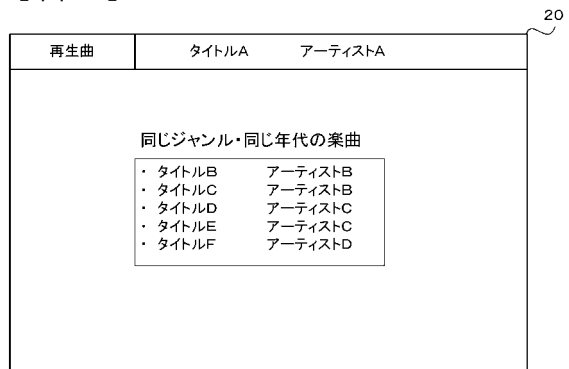 20
再生曲 タイトルA アーティストA
同じジャンル・同じ年代の楽曲
・ タイトルB アーティストB
・ タイトルC アーティストB
・ タイトルD アーティストC
・ タイトルE アーティストC
・ タイトルF アーティストD